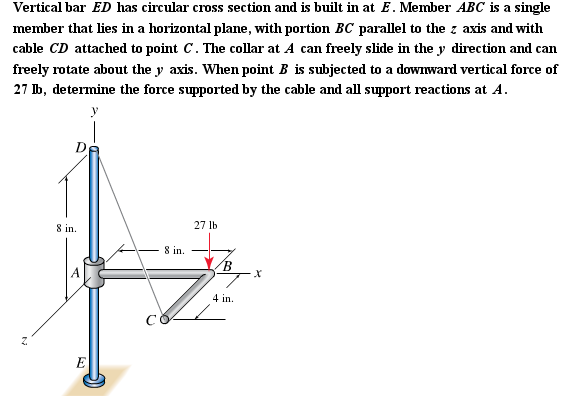 Vertical bar ED has circular cross section and is built in at E. Member ABC is a single
member that lies in a horizontal plane, with portion BC parallel to the z axis and with
cable CD attached to point C. The collar at A can freely slide in the y direction and can
freely rotate about the y axis. When point B is subjected to a downward vertical force of
27 lb, determine the force supported by the cable and all support reactions at A.
y
D
8 in.
27 lb
8 in.
A
B
x
4 in.
C
z
E